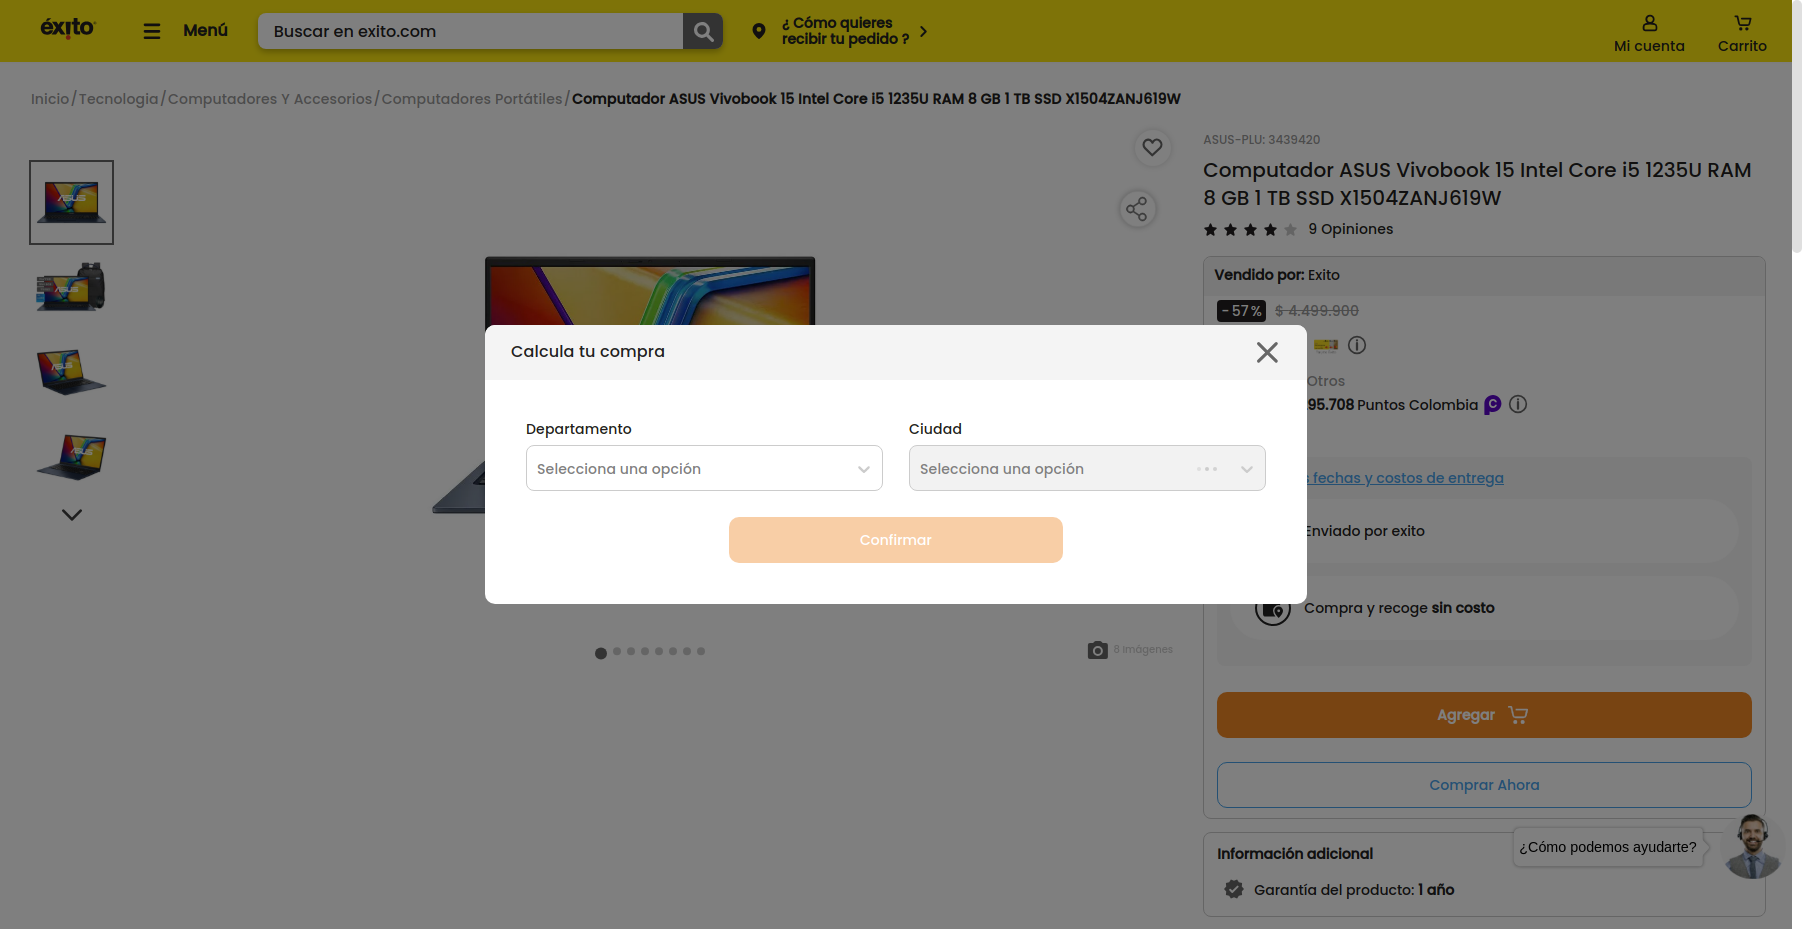 éxito
Menú
Buscar en exito.com
¿ Cómo quieres
recibir tu pedido ?
Mi cuenta
Carrito
Inicio/Tecnologia/Computadores Y Accesorios/Computadores Portátiles/Computador ASUS Vivobook 15 Intel Core i5 1235U RAM 8 GB 1 TB SSD X1504ZANJ619W
ASUS
ASUS
ASUS
ASUS
8 imágenes
ASUS-PLU: 3439420
Computador ASUS Vivobook 15 Intel Core i5 1235U RAM
8 GB 1 TB SSD X1504ZANJ619W
9 Opiniones
Vendido por: Exito
-57% $ 4.499.900
Otros
95.708 Puntos Colombia
Calcula tu compra
Departamento
Selecciona una opción
Ciudad
Selecciona una opción
Confirmar
s fechas y costos de entrega
Enviado por exito
Compra y recoge sin costo
Agregar
Comprar Ahora
Información adicional
Garantía del producto: 1 año
¿Cómo podemos ayudarte?